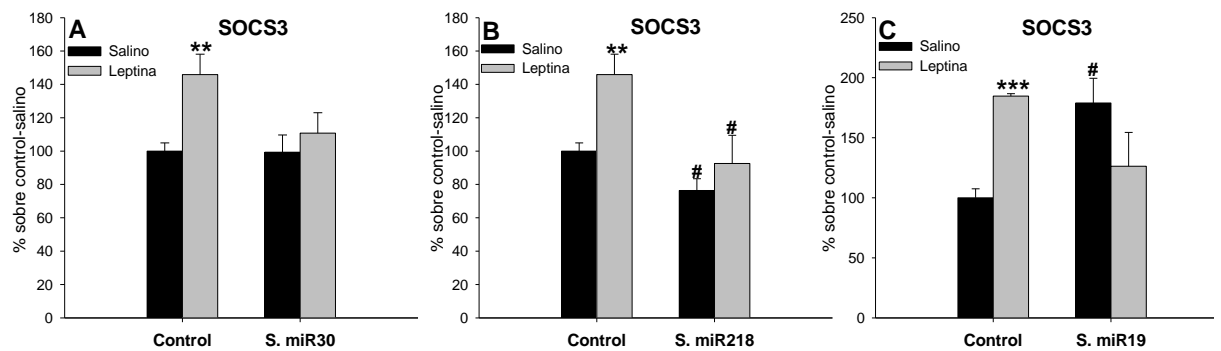 A
SOCS3
Salino
Leptina
**
% sobre control-salino
180
160
140
120
100
80
60
40
20
0
Control
S. miR30
B
SOCS3
Salino
Leptina
**
#
#
% sobre control-salino
180
160
140
120
100
80
60
40
20
0
Control
S. miR218
C
SOCS3
Salino
Leptina
***
#
% sobre control-salino
250
200
150
100
50
0
Control
S. miR19